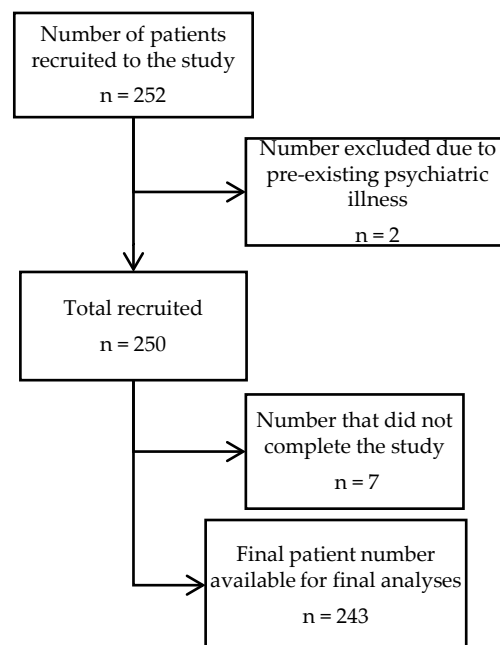 Number of patients
recruited to the study
n = 252
Number excluded due to
pre-existing psychiatric
illness
n = 2
Total recruited
n = 250
Number that did not
complete the study
n = 7
Final patient number
available for final analyses
n = 243